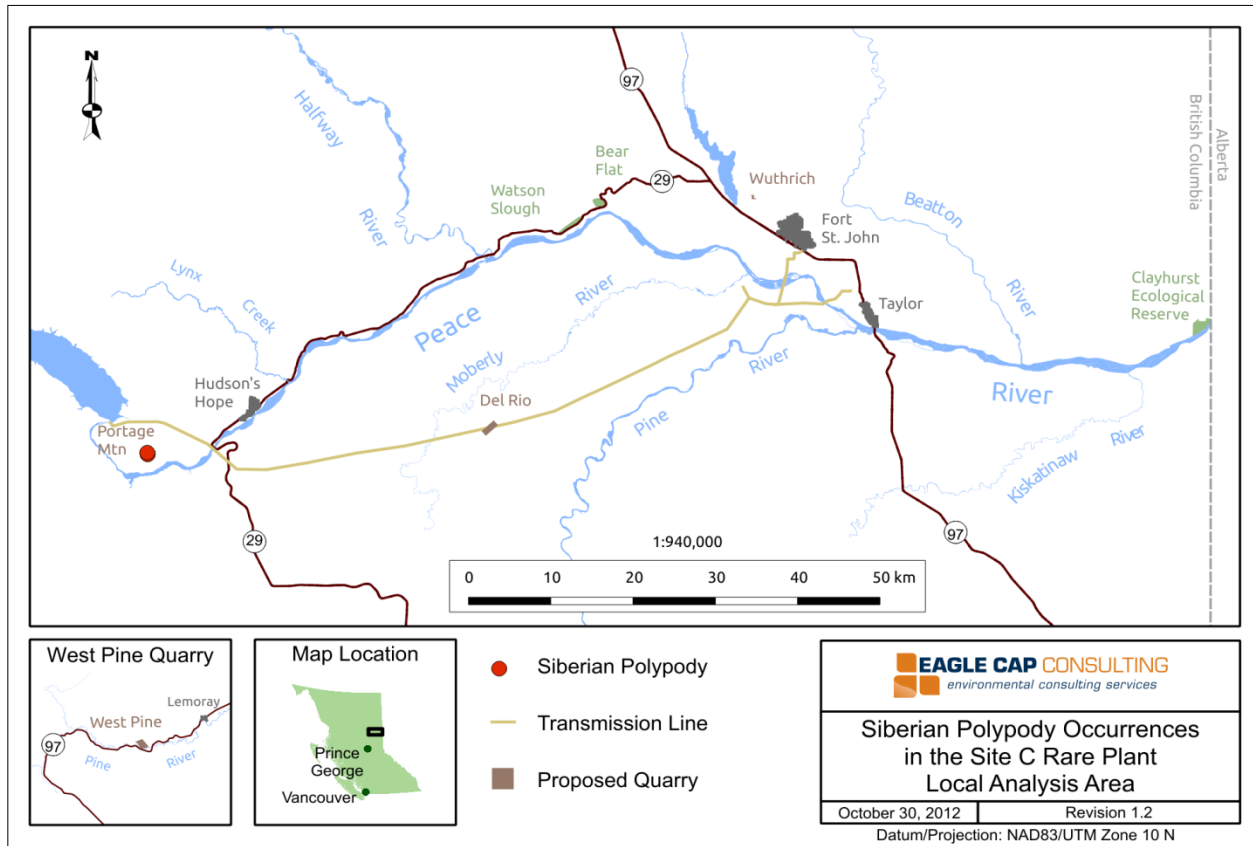 N
97
Halfway
River
Bear
Flat
29
Wuthrich
Watson
Slough
Fort
St. John
Beatton
River
British Columbia
Alberta
Lynx
Creek
Peace
Moberly
River
Taylor
Clayhurst
Ecological
Reserve
Hudson's
Hope
River
Pine
River
Del Rio
Portage
Mtn
Kiskatinaw
River
29
97
1:940,000
0 10 20 30 40 50 km
West Pine Quarry
Lemoray
West Pine
97
Pine
River
Map Location
Prince
George
Vancouver
Siberian Polypody
Transmission Line
Proposed Quarry
EAGLE CAP CONSULTING
environmental consulting services
Siberian Polypody Occurrences
in the Site C Rare Plant
Local Analysis Area
October 30, 2012
Revision 1.2
Datum/Projection: NAD83/UTM Zone 10 N